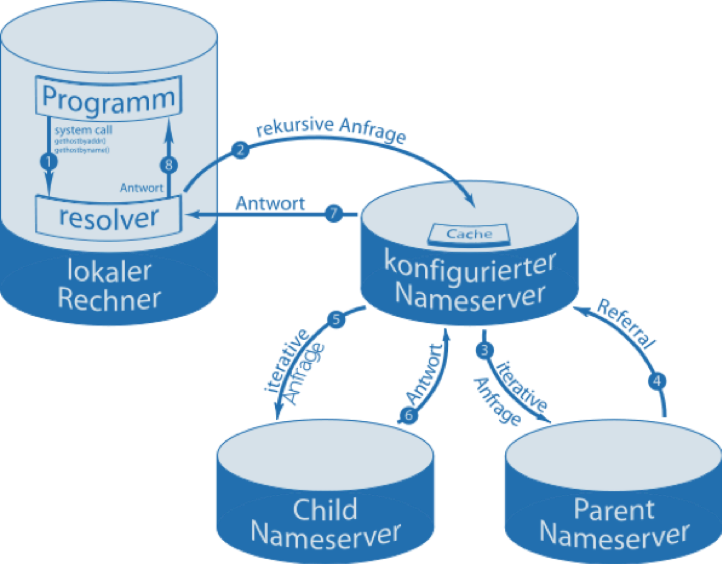 Programm
system call
gethostbyaddr()
gethostbyname()
1
8
Antwort
resolver
lokaler
Rechner
2
rekursive Anfrage
Antwort
7
Cache
konfigurierter
Nameserver
5
iterative
Anfrage
6
Antwort
3
iterative
Anfrage
Referral
4
Child
Nameserver
Parent
Nameserver